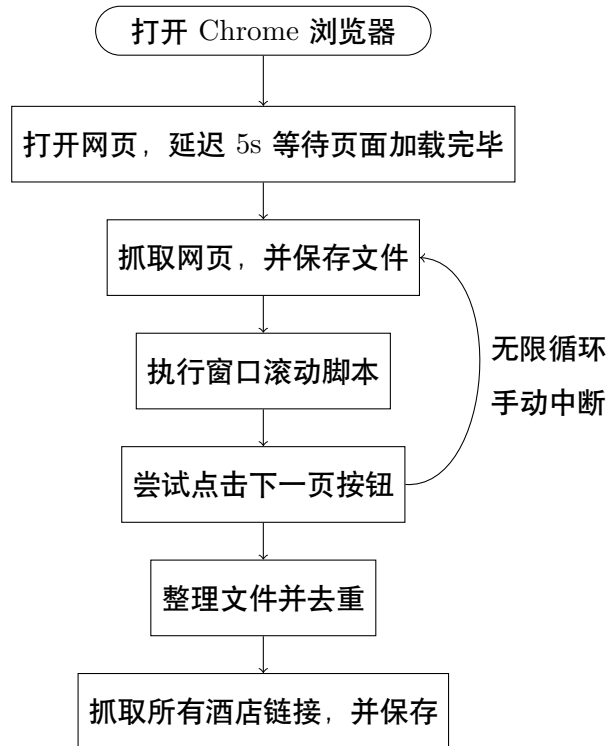 打开 Chrome 浏览器
打开网页，延迟 5s 等待页面加载完毕
抓取网页，并保存文件
执行窗口滚动脚本
无限循环
手动中断
尝试点击下一页按钮
整理文件并去重
抓取所有酒店链接，并保存